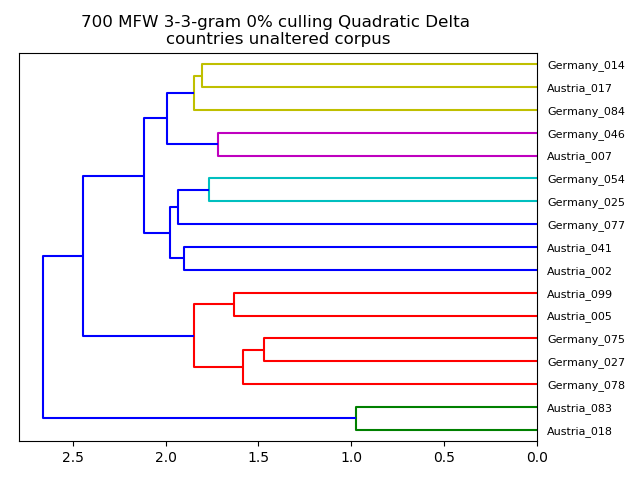 700 MFW 3-3-gram 0% culling Quadratic Delta
countries unaltered corpus
Germany_014
Austria_017
Germany_084
Germany_046
Austria_007
Germany_054
Germany_025
Germany_077
Austria_041
Austria_002
Austria_099
Austria_005
Germany_075
Germany_027
Germany_078
Austria_083
Austria_018
2.5 2.0 1.5 1.0 0.5 0.0